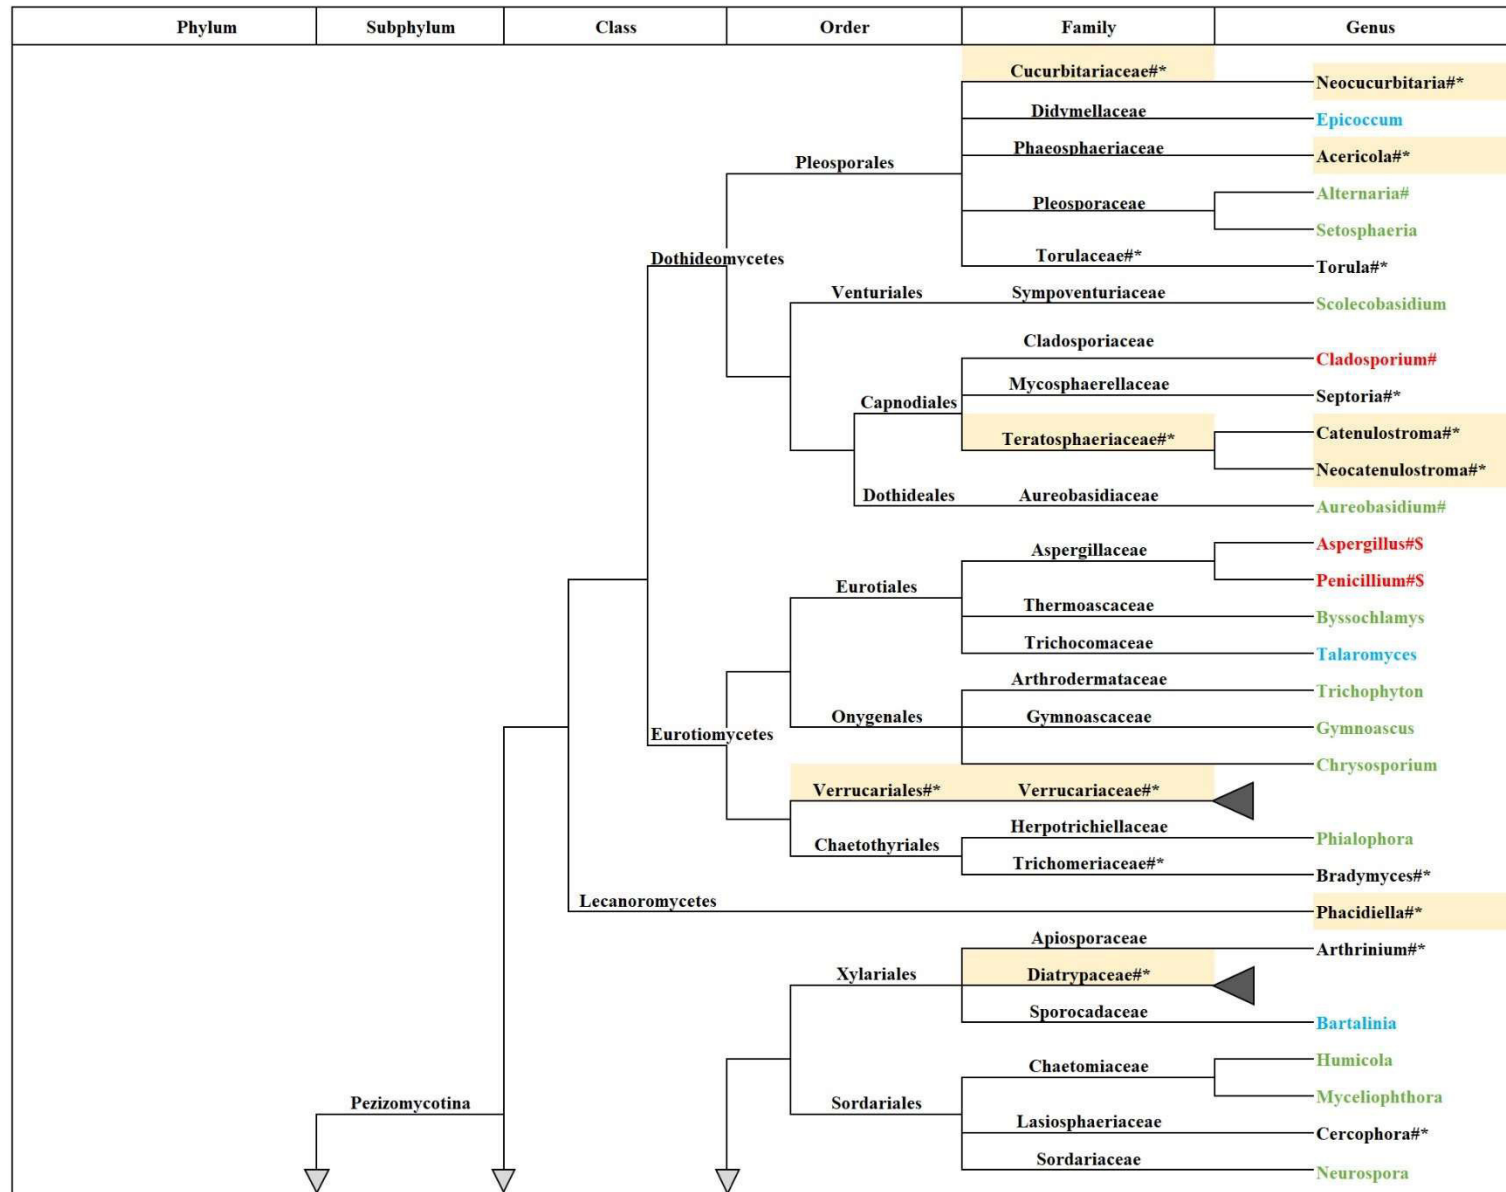 Phylum Subphylum Class Order Family Genus
Cucurbitariaceae#*
Neocucurbitaria#*
Didymellaceae
Epicoccum
Phaeosphaeriaceae
Acericola#*
Pleosporales
Alternaria#
Pleosporaceae
Setosphaeria
Dothideomycetes
Torulaceae#*
Torula#*
Venturiales Sympoventuriaceae
Scolecobasidium
Cladosporiaceae
Cladosporium#
Mycosphaerellaceae
Septoria#*
Capnodiales
Catenulostroma#*
Teratosphaeriaceae#*
Neocatenulostroma#*
Dothideales Aureobasidiaceae
Aureobasidium#
Aspergillus#$
Aspergillaceae
Penicillium#$
Eurotiales
Thermoascaceae
Byssochlamys
Trichocomaceae
Talaromyces
Arthrodermataceae
Trichophyton
Onygenales Gymnoascaceae
Gymnoascus
Eurotiomycetes
Chrysosporium
Verrucariales#* Verrucariaceae#*
Herpotrichiellaceae
Phialophora
Chaetothyriales
Trichomeriaceae#*
Bradymyces#*
Lecanoromycetes
Phacidiella#*
Apiosporaceae
Arthrinium#*
Xylariales Diatrypaceae#*
Sporocadaceae
Bartalinia
Humicola
Chaetomiaceae
Myceliophthora
Pezizomycotina Sordariales
Lasiosphaeriaceae
Cercophora#*
Sordariaceae
Neurospora